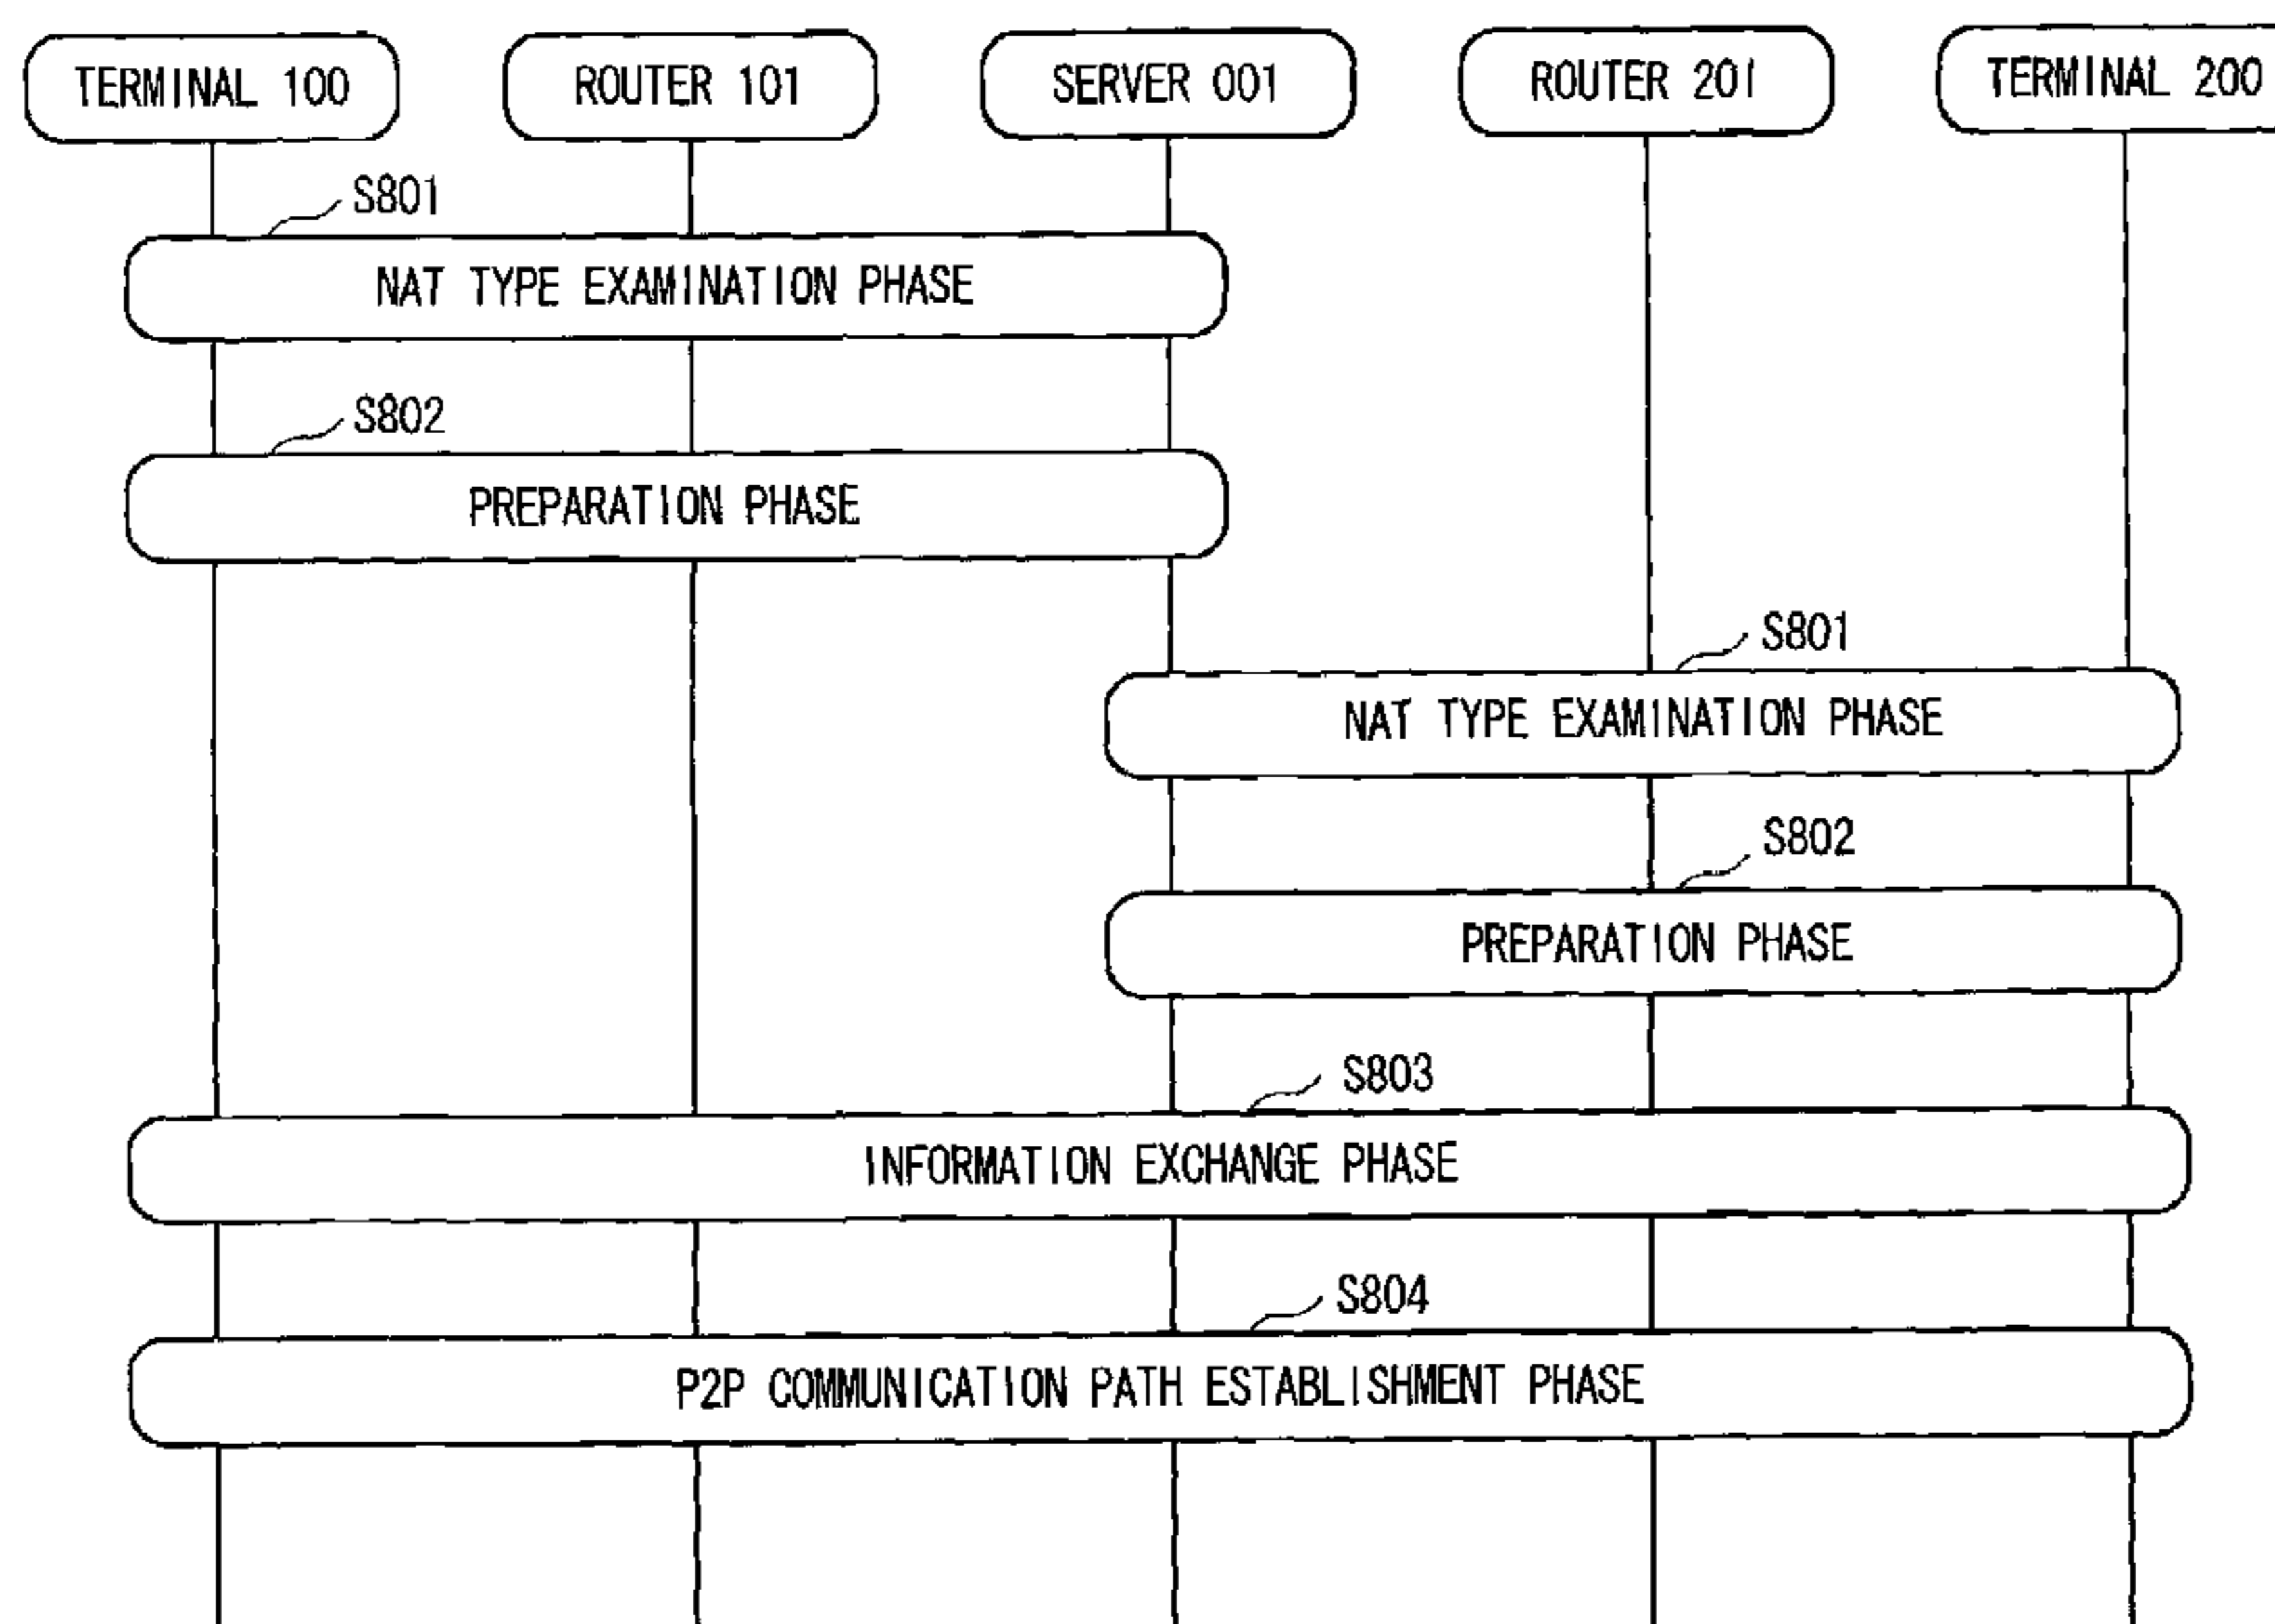 TERMINAL 100
ROUTER 101
SERVER 001
ROUTER 201
TERMINAL 200
S801
NAT TYPE EXAMINATION PHASE
S802
PREPARATION PHASE
S801
NAT TYPE EXAMINATION PHASE
S802
PREPARATION PHASE
S803
INFORMATION EXCHANGE PHASE
S804
P2P COMMUNICATION PATH ESTABLISHMENT PHASE